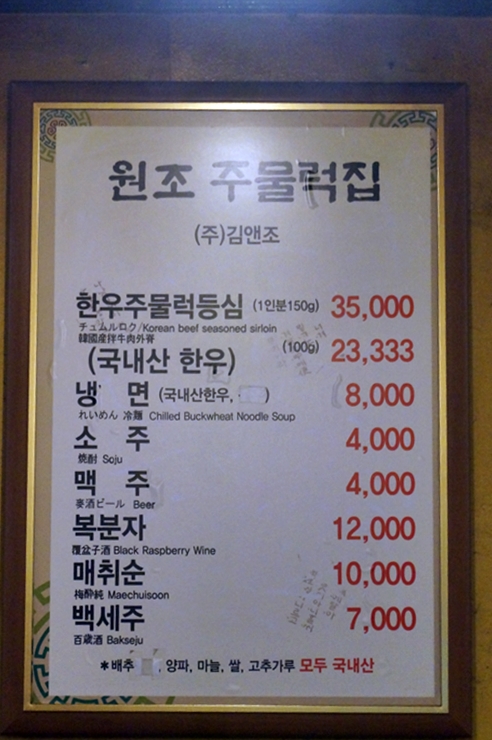 원조 주물럭집
(주)김앤조
한우주물럭등심 (1인분150g) 35,000
チュムルロク/Korean beef seasoned sirloin
韓國産拌牛肉外脊
(국내산 한우) (100g) 23,333
냉 면 (국내산한우, ) 8,000
れいめん 冷麵 Chilled Buckwheat Noodle Soup
소 주 4,000
燒酎 Soju
맥 주 4,000
麥酒ビール Beer
복분자 12,000
覆盆子酒 Black Raspberry Wine
매취순 10,000
梅醉純 Maechuisoon
백세주 7,000
百歲酒 Bakseju
*배추 , 양파, 마늘, 쌀, 고추가루 모두 국내산